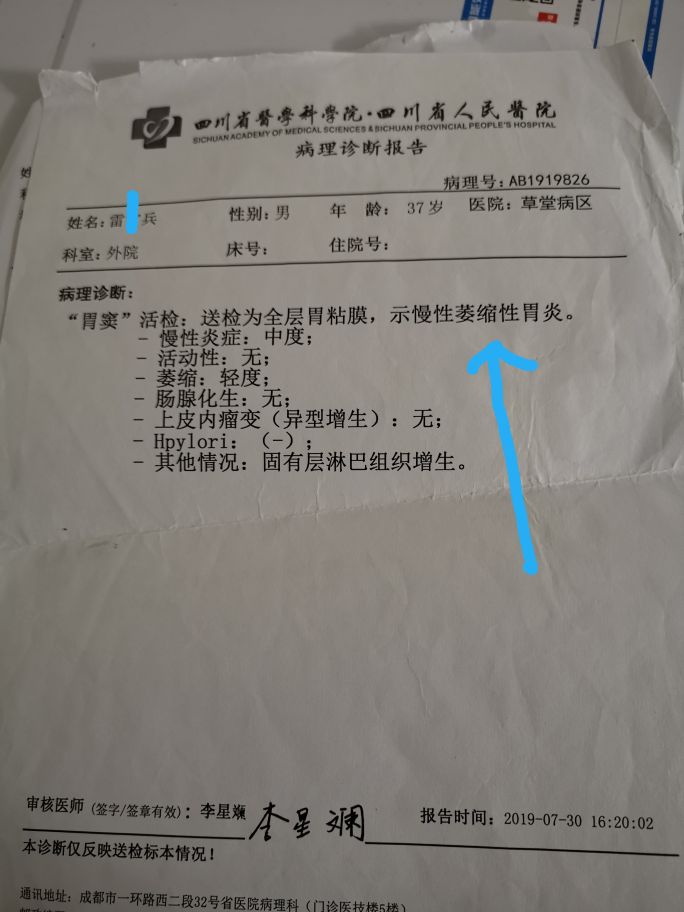 四川省醫學科學院·四川省人民醫院
SICHUAN ACADEMY OF MEDICAL SCIENCES & SICHUAN PROVINCIAL PEOPLE'S HOSPITAL
病理诊断报告
病理号：AB1919826
姓名：雷 兵 性别：男 年 龄： 37岁 医院：草堂病区
科室：外院 床号： 住院号：
病理诊断：
“胃窦”活检：送检为全层胃粘膜，示慢性萎缩性胃炎。
- 慢性炎症：中度；
- 活动性：无；
- 萎缩：轻度；
- 肠腺化生：无；
- 上皮内瘤变（异型增生）：无；
- Hpylori：（-）；
- 其他情况：固有层淋巴组织增生。
审核医师（签字/签章有效）：李星斓 李星斓 报告时间：2019-07-30 16:20:02
本诊断仅反映送检标本情况！
通讯地址：成都市一环路西二段32号省医院病理科（门诊医技楼5楼）